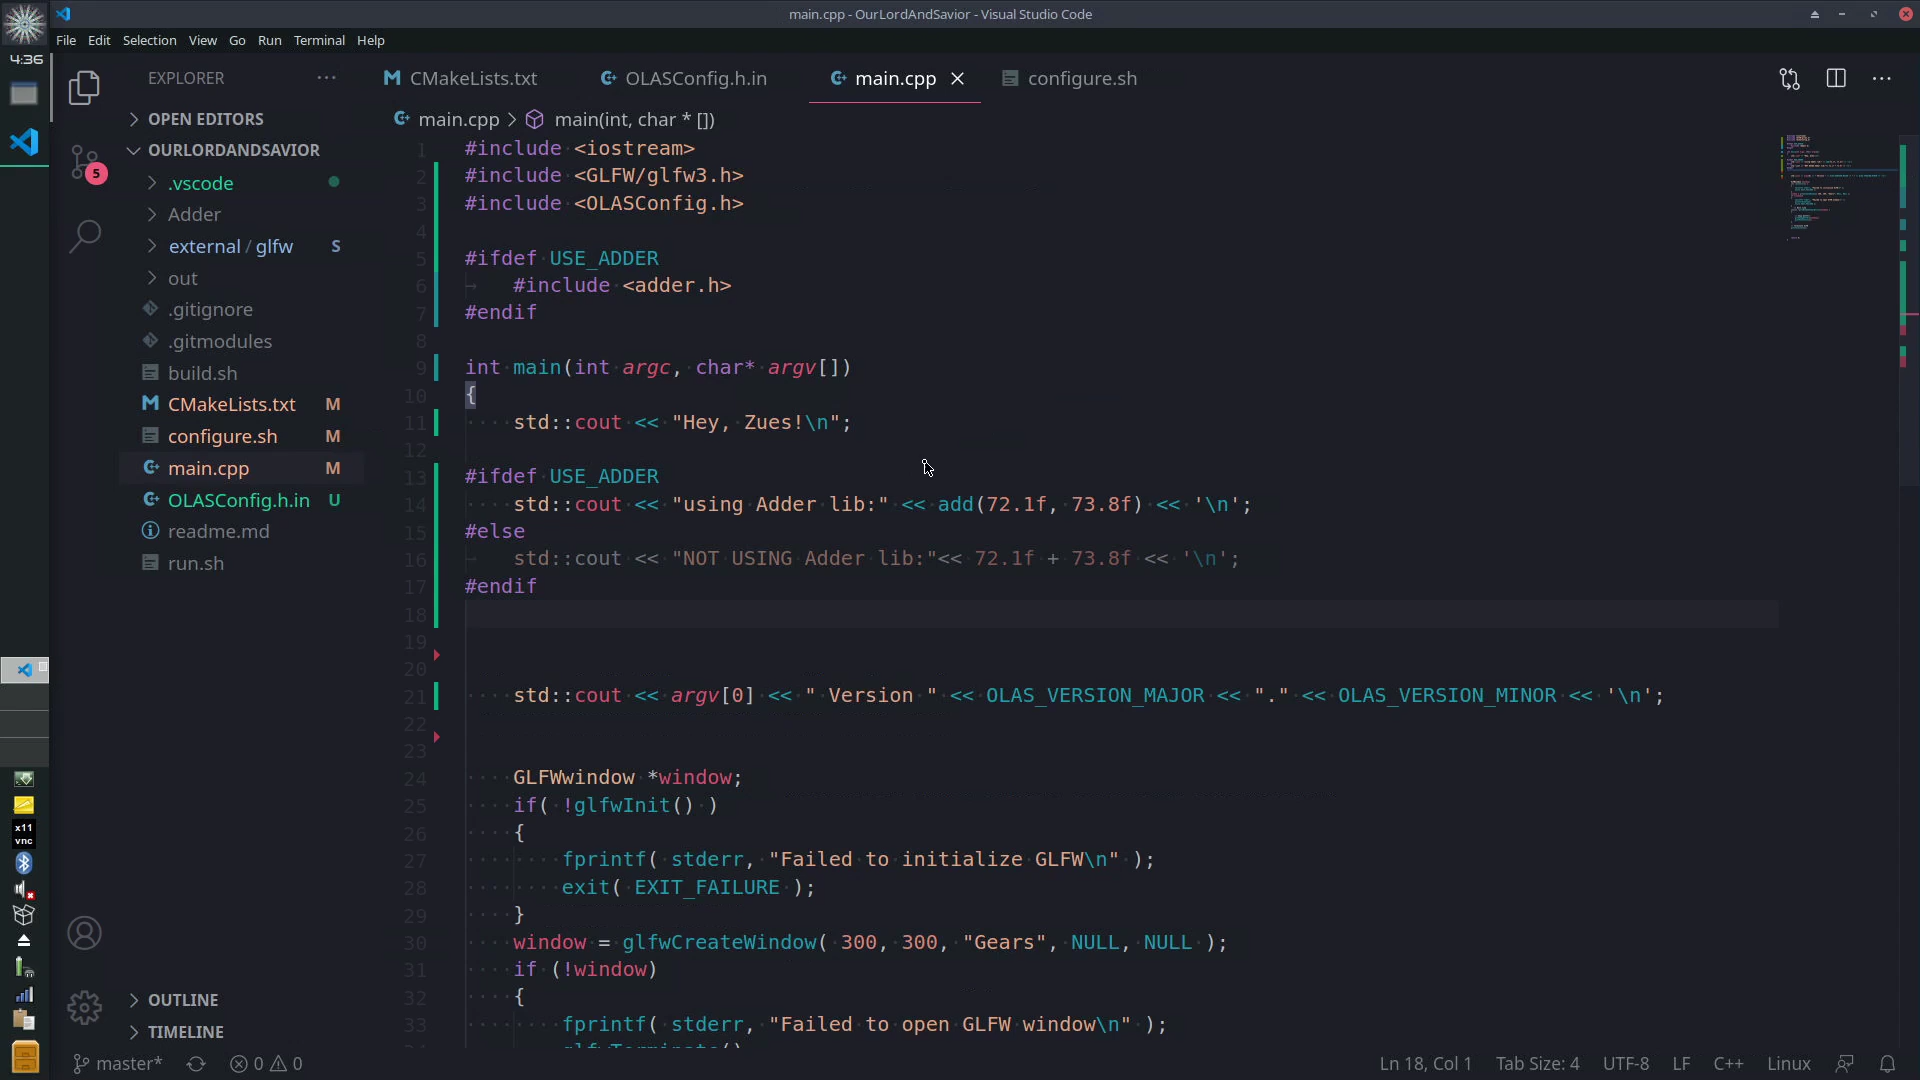 main.cpp - OurLordAndSavior - Visual Studio Code
File Edit Selection View Go Run Terminal Help
4:36
EXPLORER
CMakeLists.txt
OLASConfig.h.in
main.cpp
configure.sh
OPEN EDITORS
main.cpp > main(int, char * [])
OURLORDANDSAVIOR
5
.vscode
Adder
external / glfw S
out
.gitignore
.gitmodules
build.sh
CMakeLists.txt M
configure.sh M
main.cpp M
OLASConfig.h.in U
readme.md
run.sh
OUTLINE
TIMELINE
1 #include <iostream>
2 #include <GLFW/glfw3.h>
3 #include <OLASConfig.h>
4
5 #ifdef USE_ADDER
6 #include <adder.h>
7 #endif
8
9 int main(int argc, char* argv[])
10 {
11 std::cout << "Hey, Zues!\n";
12
13 #ifdef USE_ADDER
14 std::cout << "using Adder lib:" << add(72.1f, 73.8f) << '\n';
15 #else
16 std::cout << "NOT USING Adder lib:"<< 72.1f + 73.8f << '\n';
17 #endif
18
19
20
21 std::cout << argv[0] << " Version " << OLAS_VERSION_MAJOR << "." << OLAS_VERSION_MINOR << '\n';
22
23
24 GLFWwindow *window;
25 if( !glfwInit() )
26 {
27 fprintf( stderr, "Failed to initialize GLFW\n" );
28 exit( EXIT_FAILURE );
29 }
30 window = glfwCreateWindow( 300, 300, "Gears", NULL, NULL );
31 if (!window)
32 {
33 fprintf( stderr, "Failed to open GLFW window\n" );
x11
vnc
master* 0 0
Ln 18, Col 1 Tab Size: 4 UTF-8 LF C++ Linux